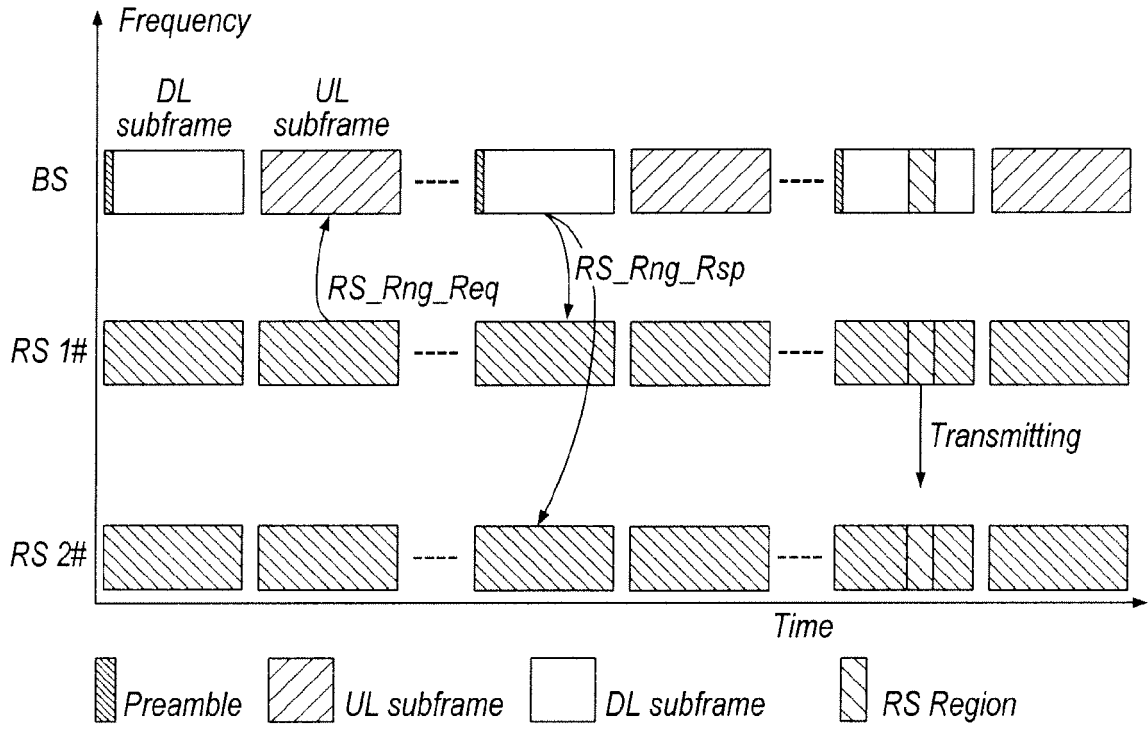 Frequency
DL
subframe
UL
subframe
BS
RS_Rng_Req
RS_Rng_Rsp
RS 1#
Transmitting
RS 2#
Time
Preamble
UL subframe
DL subframe
RS Region